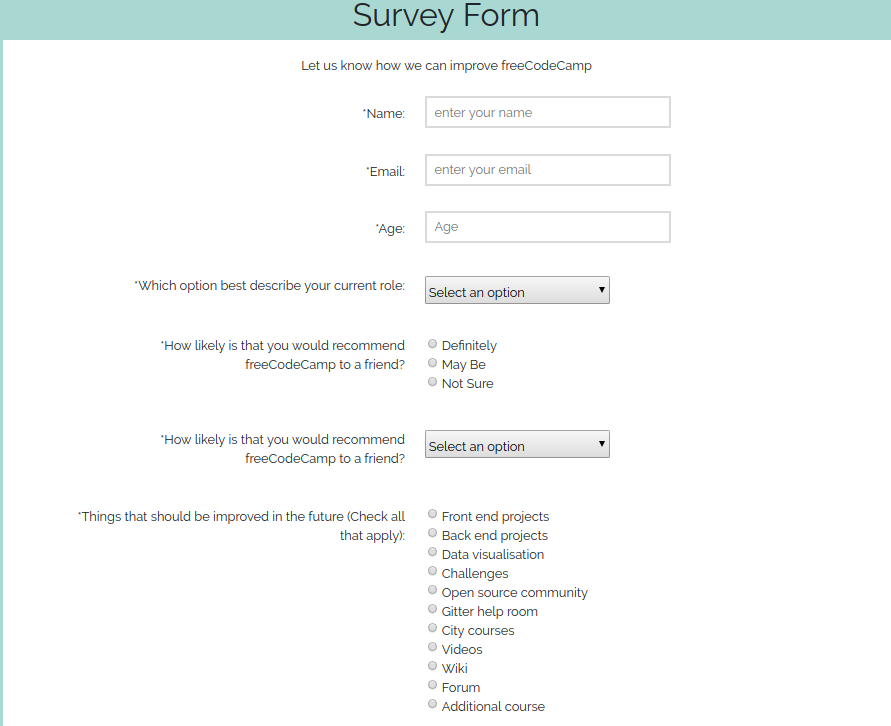 Survey Form
Let us know how we can improve freeCodeCamp
*Name:
enter your name
*Email:
enter your email
*Age:
Age
*Which option best describe your current role:
Select an option
*How likely is that you would recommend
freeCodeCamp to a friend?
Definitely
May Be
Not Sure
*How likely is that you would recommend
freeCodeCamp to a friend?
Select an option
*Things that should be improved in the future (Check all
that apply):
Front end projects
Back end projects
Data visualisation
Challenges
Open source community
Gitter help room
City courses
Videos
Wiki
Forum
Additional course